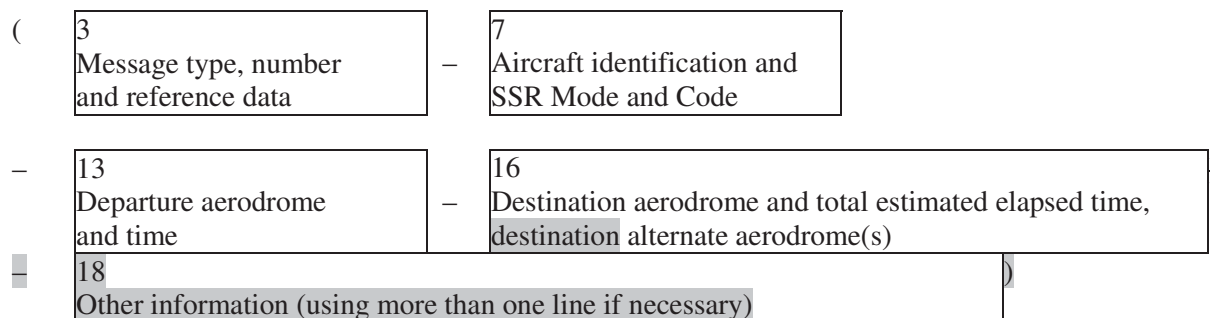 ( 3 7
Message type, number – Aircraft identification and
and reference data SSR Mode and Code
– 13 16
Departure aerodrome – Destination aerodrome and total estimated elapsed time,
and time destination alternate aerodrome(s)
– 18 )
Other information (using more than one line if necessary)